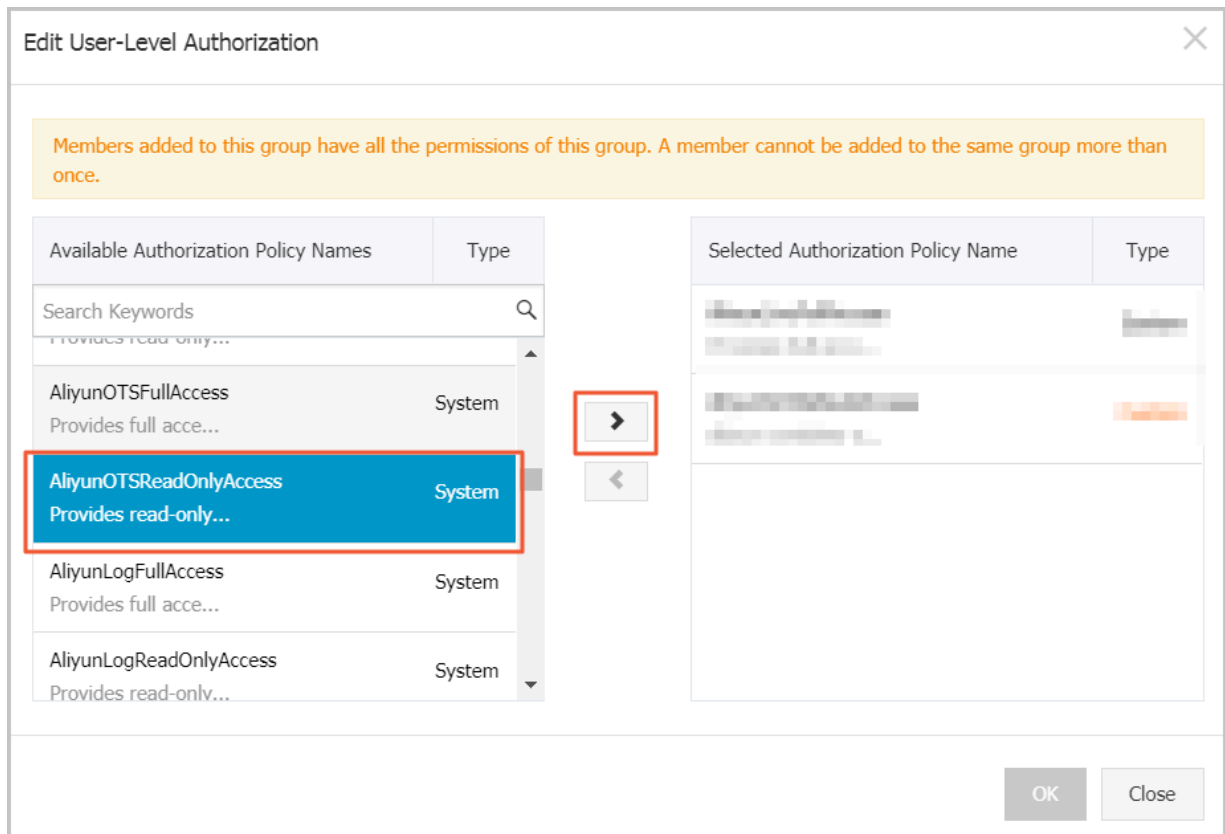 Edit User-Level Authorization
Members added to this group have all the permissions of this group. A member cannot be added to the same group more than
once.
Available Authorization Policy Names Type
Search Keywords
Provides read-only...
AliyunOTSFullAccess System
Provides full acce...
AliyunOTSReadOnlyAccess System
Provides read-only...
AliyunLogFullAccess System
Provides full acce...
AliyunLogReadOnlyAccess System
Provides read-only...
Selected Authorization Policy Name Type
OK Close